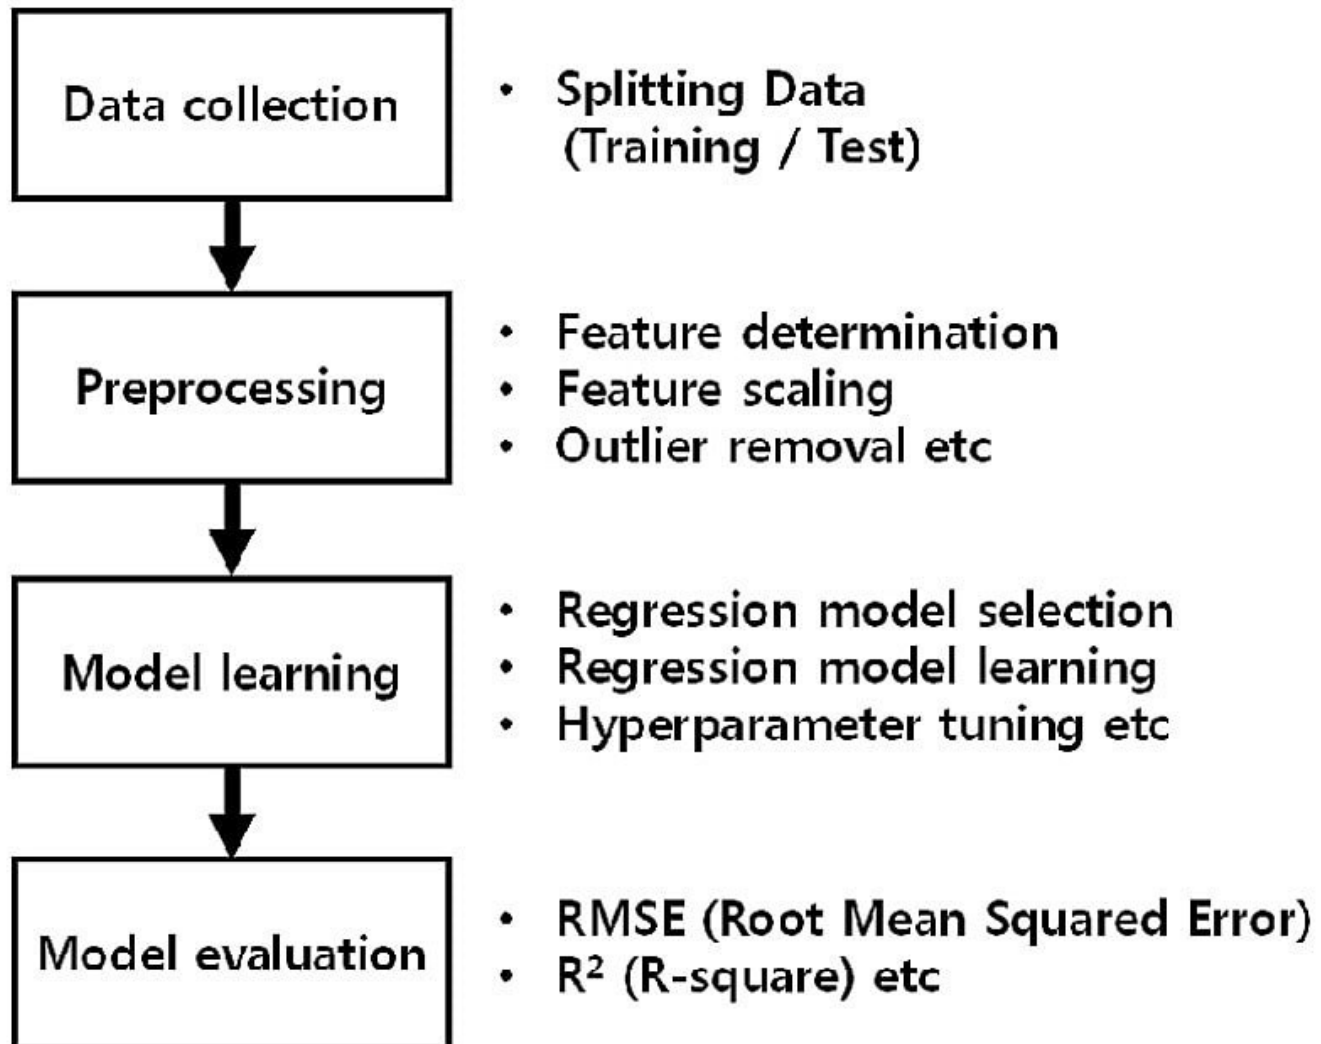 Data collection
• Splitting Data
(Training / Test)
Preprocessing
• Feature determination
• Feature scaling
• Outlier removal etc
Model learning
• Regression model selection
• Regression model learning
• Hyperparameter tuning etc
Model evaluation
• RMSE (Root Mean Squared Error)
• R² (R-square) etc